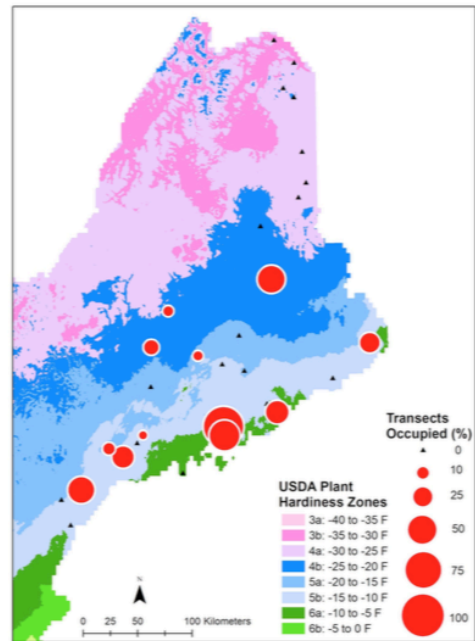 Transects
Occupied (%)
0
10
25
50
75
100
USDA Plant
Hardiness Zones
3a: -40 to -35 F
3b: -35 to -30 F
4a: -30 to -25 F
4b: -25 to -20 F
5a: -20 to -15 F
5b: -15 to -10 F
6a: -10 to -5 F
6b: -5 to 0 F
N
0 25 50 100 Kilometers